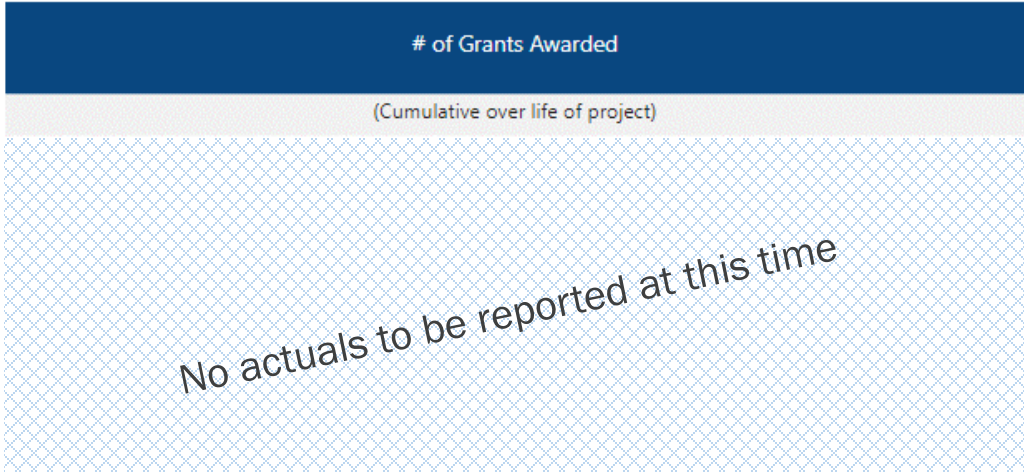 # of Grants Awarded
(Cumulative over life of project)
No actuals to be reported at this time